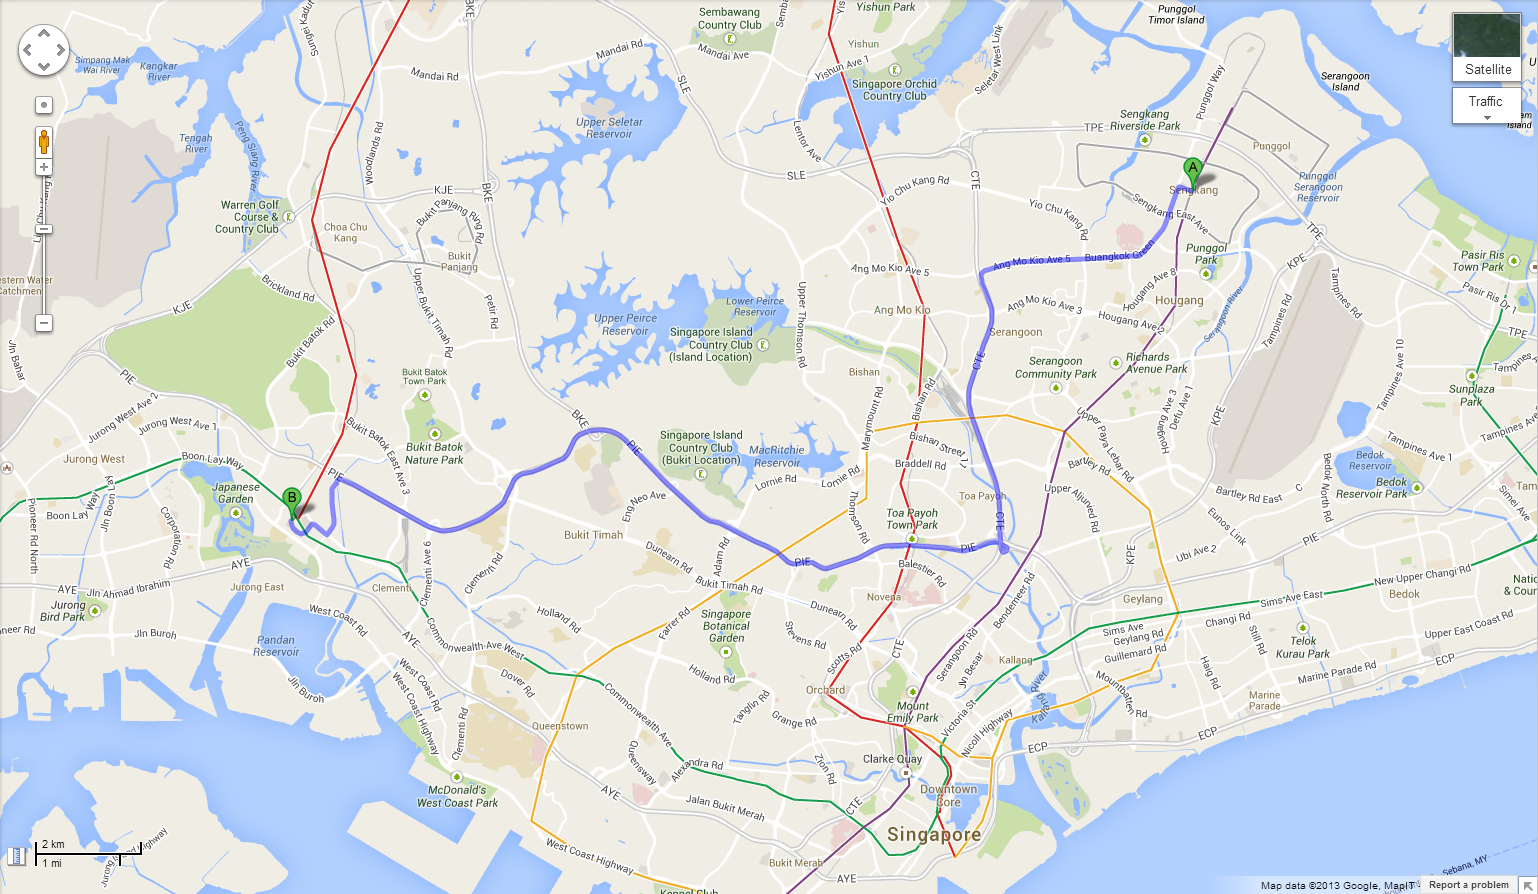 Sembawang
Country Club
Yishun Park
Punggol
Timor Island
Simpang Mak
Wai River
Kangkar
River
Mandai Rd
Mandai Rd
Mandai Ave
Yishun
Yishun Ave 1
Seletar West Link
Satellite
Serangoon
Island
Singapore Orchid
Country Club
SLE
BKE
Punggol Way
Traffic
Upper Seletar
Reservoir
Sengkang
Riverside Park
TPE
Tengah
River
Peng Siang River
Woodlands Rd
Lentor Ave
Punggol
A
SLE
CTE
KJE
BKE
Yio Chu Kang Rd
Sengkang
Punggol
Serangoon
Reservoir
Warren Golf
Course &
Country Club
Choa Chu
Kang
Bukit Panjang Ring Rd
Yio Chu Kang Rd
Sengkang East Ave
TPE
Bukit
Panjang
Buangkok Green
Ang Mo Kio Ave 5
Punggol
Park
KPE
Pasir Ris
Town Park
Western Water
Catchment
Brickland Rd
Ang Mo Kio Ave 5
Hougang Ave 8
Pasir Ris Dr 1
KJE
Upper Bukit Timah Rd
Petir Rd
Upper Peirce
Reservoir
Lower Peirce
Reservoir
Upper Thomson Rd
Ang Mo Kio
Ang Mo Kio Ave 3
Hougang
Hougang Ave 2
Serangoon River
Tampines Rd
Tampines Rd
Bukit Batok Rd
Singapore Island
Country Club
(Island Location)
Serangoon
TPE
Jln Bahar
PIE
Bukit Batok
Town Park
Bishan
CTE
Serangoon
Community Park
Richards
Avenue Park
Tampines Ave 10
Sunplaza
Park
Jurong West Ave 2
Jurong West Ave 1
BKE
Marymount Rd
Bishan Rd
Hougang Ave 3
Defu Ave 1
KPE
Upper Paya Lebar Rd
Tampines Ave 1
Bukit Batok East Ave 3
Bukit Batok
Nature Park
Singapore Island
Country Club
(Bukit Location)
MacRitchie
Reservoir
Bishan Street 17
Jurong West
Boon Lay Way
PIE
PIE
Braddell Rd
Bartley Rd
Bedok
Reservoir
Lornie Rd
Lornie Rd
Bedok
Reservoir Park
Japanese
Garden
B
Eng Neo Ave
Thomson Rd
Toa Payoh
Upper Aljunied Rd
Bartley Rd East
Bedok North Rd
Simei Ave
Pioneer Rd North
Boon Lay Way
Jln Boon Lay
Corporation Rd
Toa Payoh
Town Park
CTE
Eunos Link
Bukit Timah
Adam Rd
PIE
PIE
KPE
Ubi Ave 2
PIE
AYE
Clementi Ave 6
Clementi Rd
Dunearn Rd
Balestier Rd
New Upper Changi Rd
AYE
Jln Ahmad Ibrahim
Jurong East
Clementi
Bukit Timah Rd
Novena
Bendemeer Rd
Geylang
Sims Ave East
Bedok
Jurong
Bird Park
West Coast Rd
Holland Rd
Farrer Rd
Singapore
Botanical
Garden
Dunearn Rd
Stevens Rd
Sims Ave
Geylang Rd
Changi Rd
Telok
Kurau Park
Upper East Coast Rd
Jln Buroh
Pandan
Reservoir
AYE
Commonwealth Ave West
Scotts Rd
CTE
Serangoon Rd
Kallang
Guillemard Rd
Still Rd
ECP
Jln Buroh
West Coast Rd
West Coast Highway
Dover Rd
Holland Rd
Orchard
Jln Besar
Haig Rd
Marine Parade Rd
Clementi Rd
Commonwealth Ave
Tanglin Rd
Grange Rd
Mount
Emily Park
Victoria St
Nicoll Highway
Mountbatten Rd
Marine
Parade
Queenstown
Queensway
Alexandra Rd
Zion Rd
Clarke Quay
ECP
ECP
McDonald's
West Coast Park
AYE
Jalan Bukit Merah
CTE
Downtown
Core
Singapore
2 km
1 mi
West Coast Highway
Bukit Merah
AYE
Sebana, MY
Map data ©2013 Google, MapIT
Report a problem